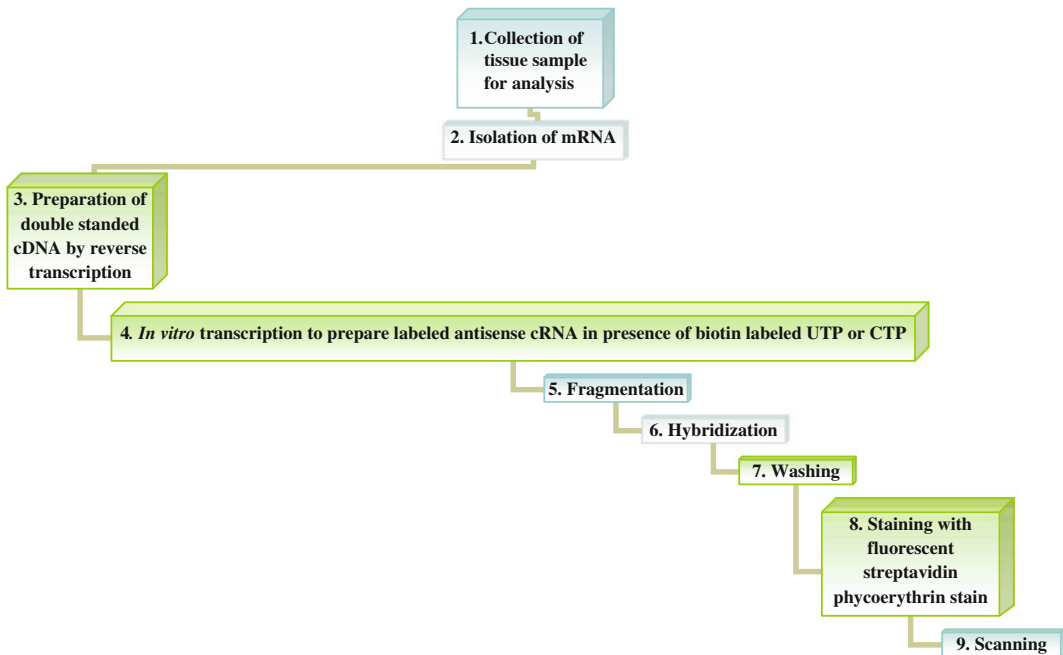 1.Collection of
tissue sample
for analysis
2. Isolation of mRNA
3. Preparation of
double standed
cDNA by reverse
transcription
4. In vitro transcription to prepare labeled antisense cRNA in presence of biotin labeled UTP or CTP
5. Fragmentation
6. Hybridization
7. Washing
8. Staining with
fluorescent
streptavidin
phycoerythrin stain
9. Scanning